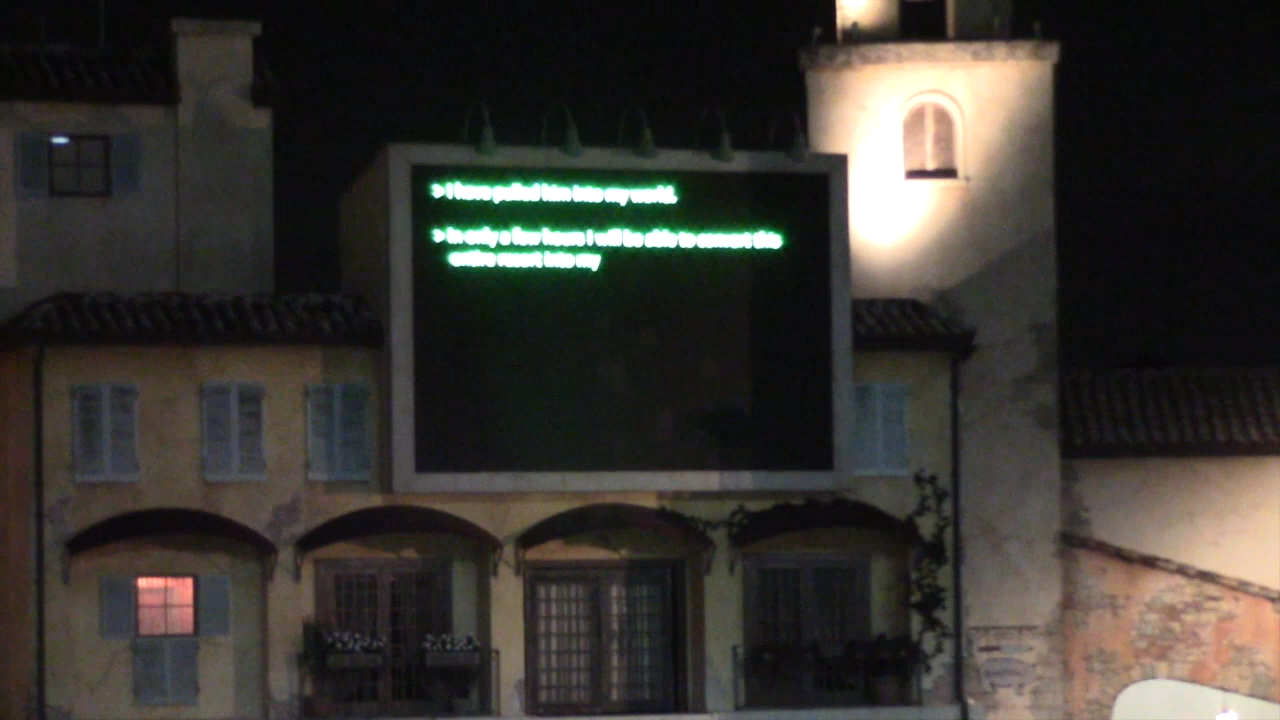 > I have pulled him into my world.
> In only a few hours I will be able to convert this
entire resort into my